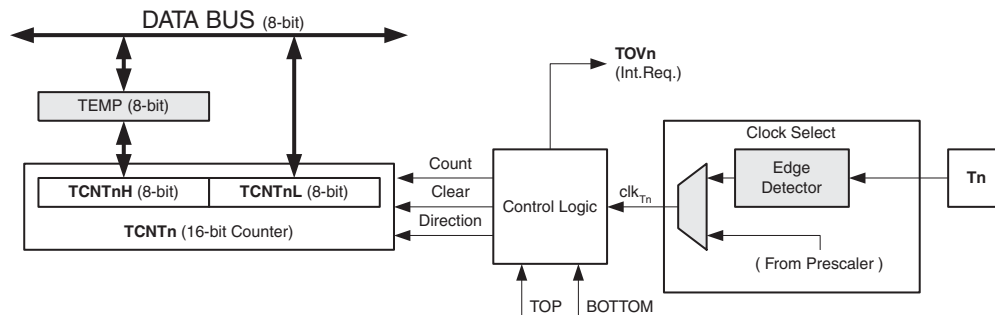 DATA BUS (8-bit)
TOVn
(Int.Req.)
TEMP (8-bit)
Clock Select
Count
Edge
Detector
Tn
TCNTnH (8-bit) TCNTnL (8-bit)
Clear
Control Logic
clkTn
TCNTn (16-bit Counter)
Direction
( From Prescaler )
TOP
BOTTOM